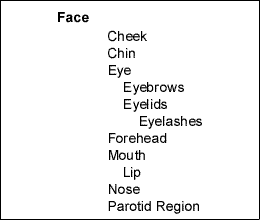 Face
Cheek
Chin
Eye
Eyebrows
Eyelids
Eyelashes
Forehead
Mouth
Lip
Nose
Parotid Region